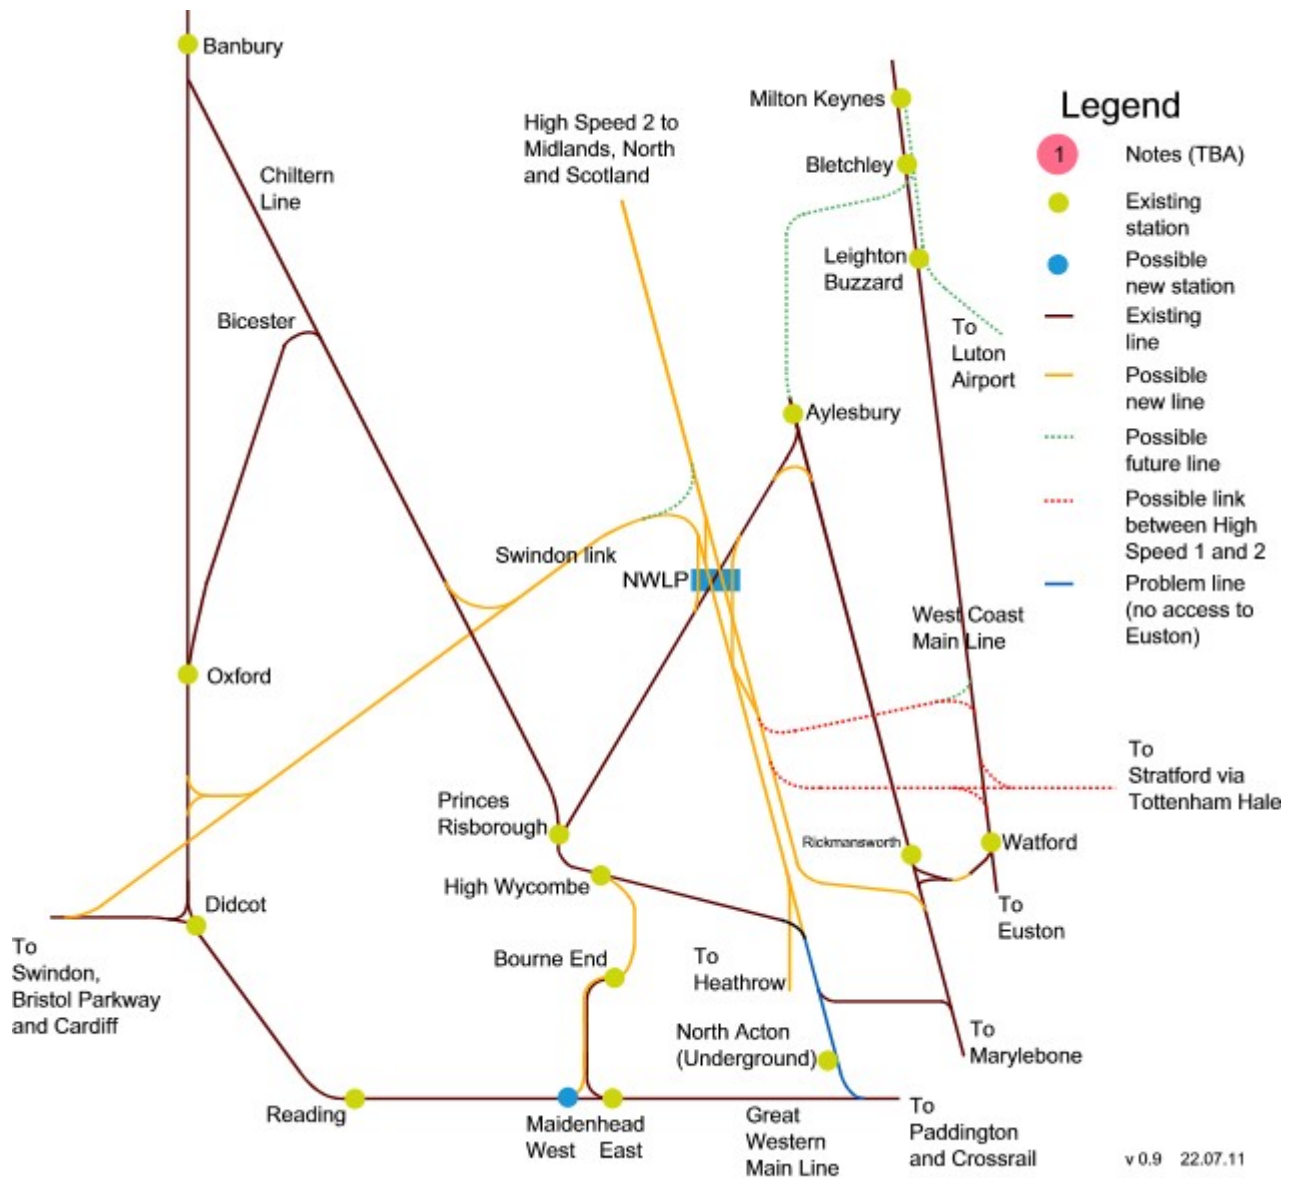 Banbury
Chiltern
Line
Bicester
High Speed 2 to
Midlands, North
and Scotland
Milton Keynes
Bletchley
Leighton
Buzzard
To
Luton
Airport
Aylesbury
Swindon link
NWLP
West Coast
Main Line
Oxford
Princes
Risborough
High Wycombe
Bourne End
Didcot
To
Swindon,
Bristol Parkway
and Cardiff
Reading
Maidenhead
West East
To
Heathrow
North Acton
(Underground)
Great
Western
Main Line
Rickmansworth
Watford
To
Euston
To
Stratford via
Tottenham Hale
To
Marylebone
To
Paddington
and Crossrail
Legend
1 Notes (TBA)
Existing
station
Possible
new station
Existing
line
Possible
new line
Possible
future line
Possible link
between High
Speed 1 and 2
Problem line
(no access to
Euston)
v 0.9 22.07.11